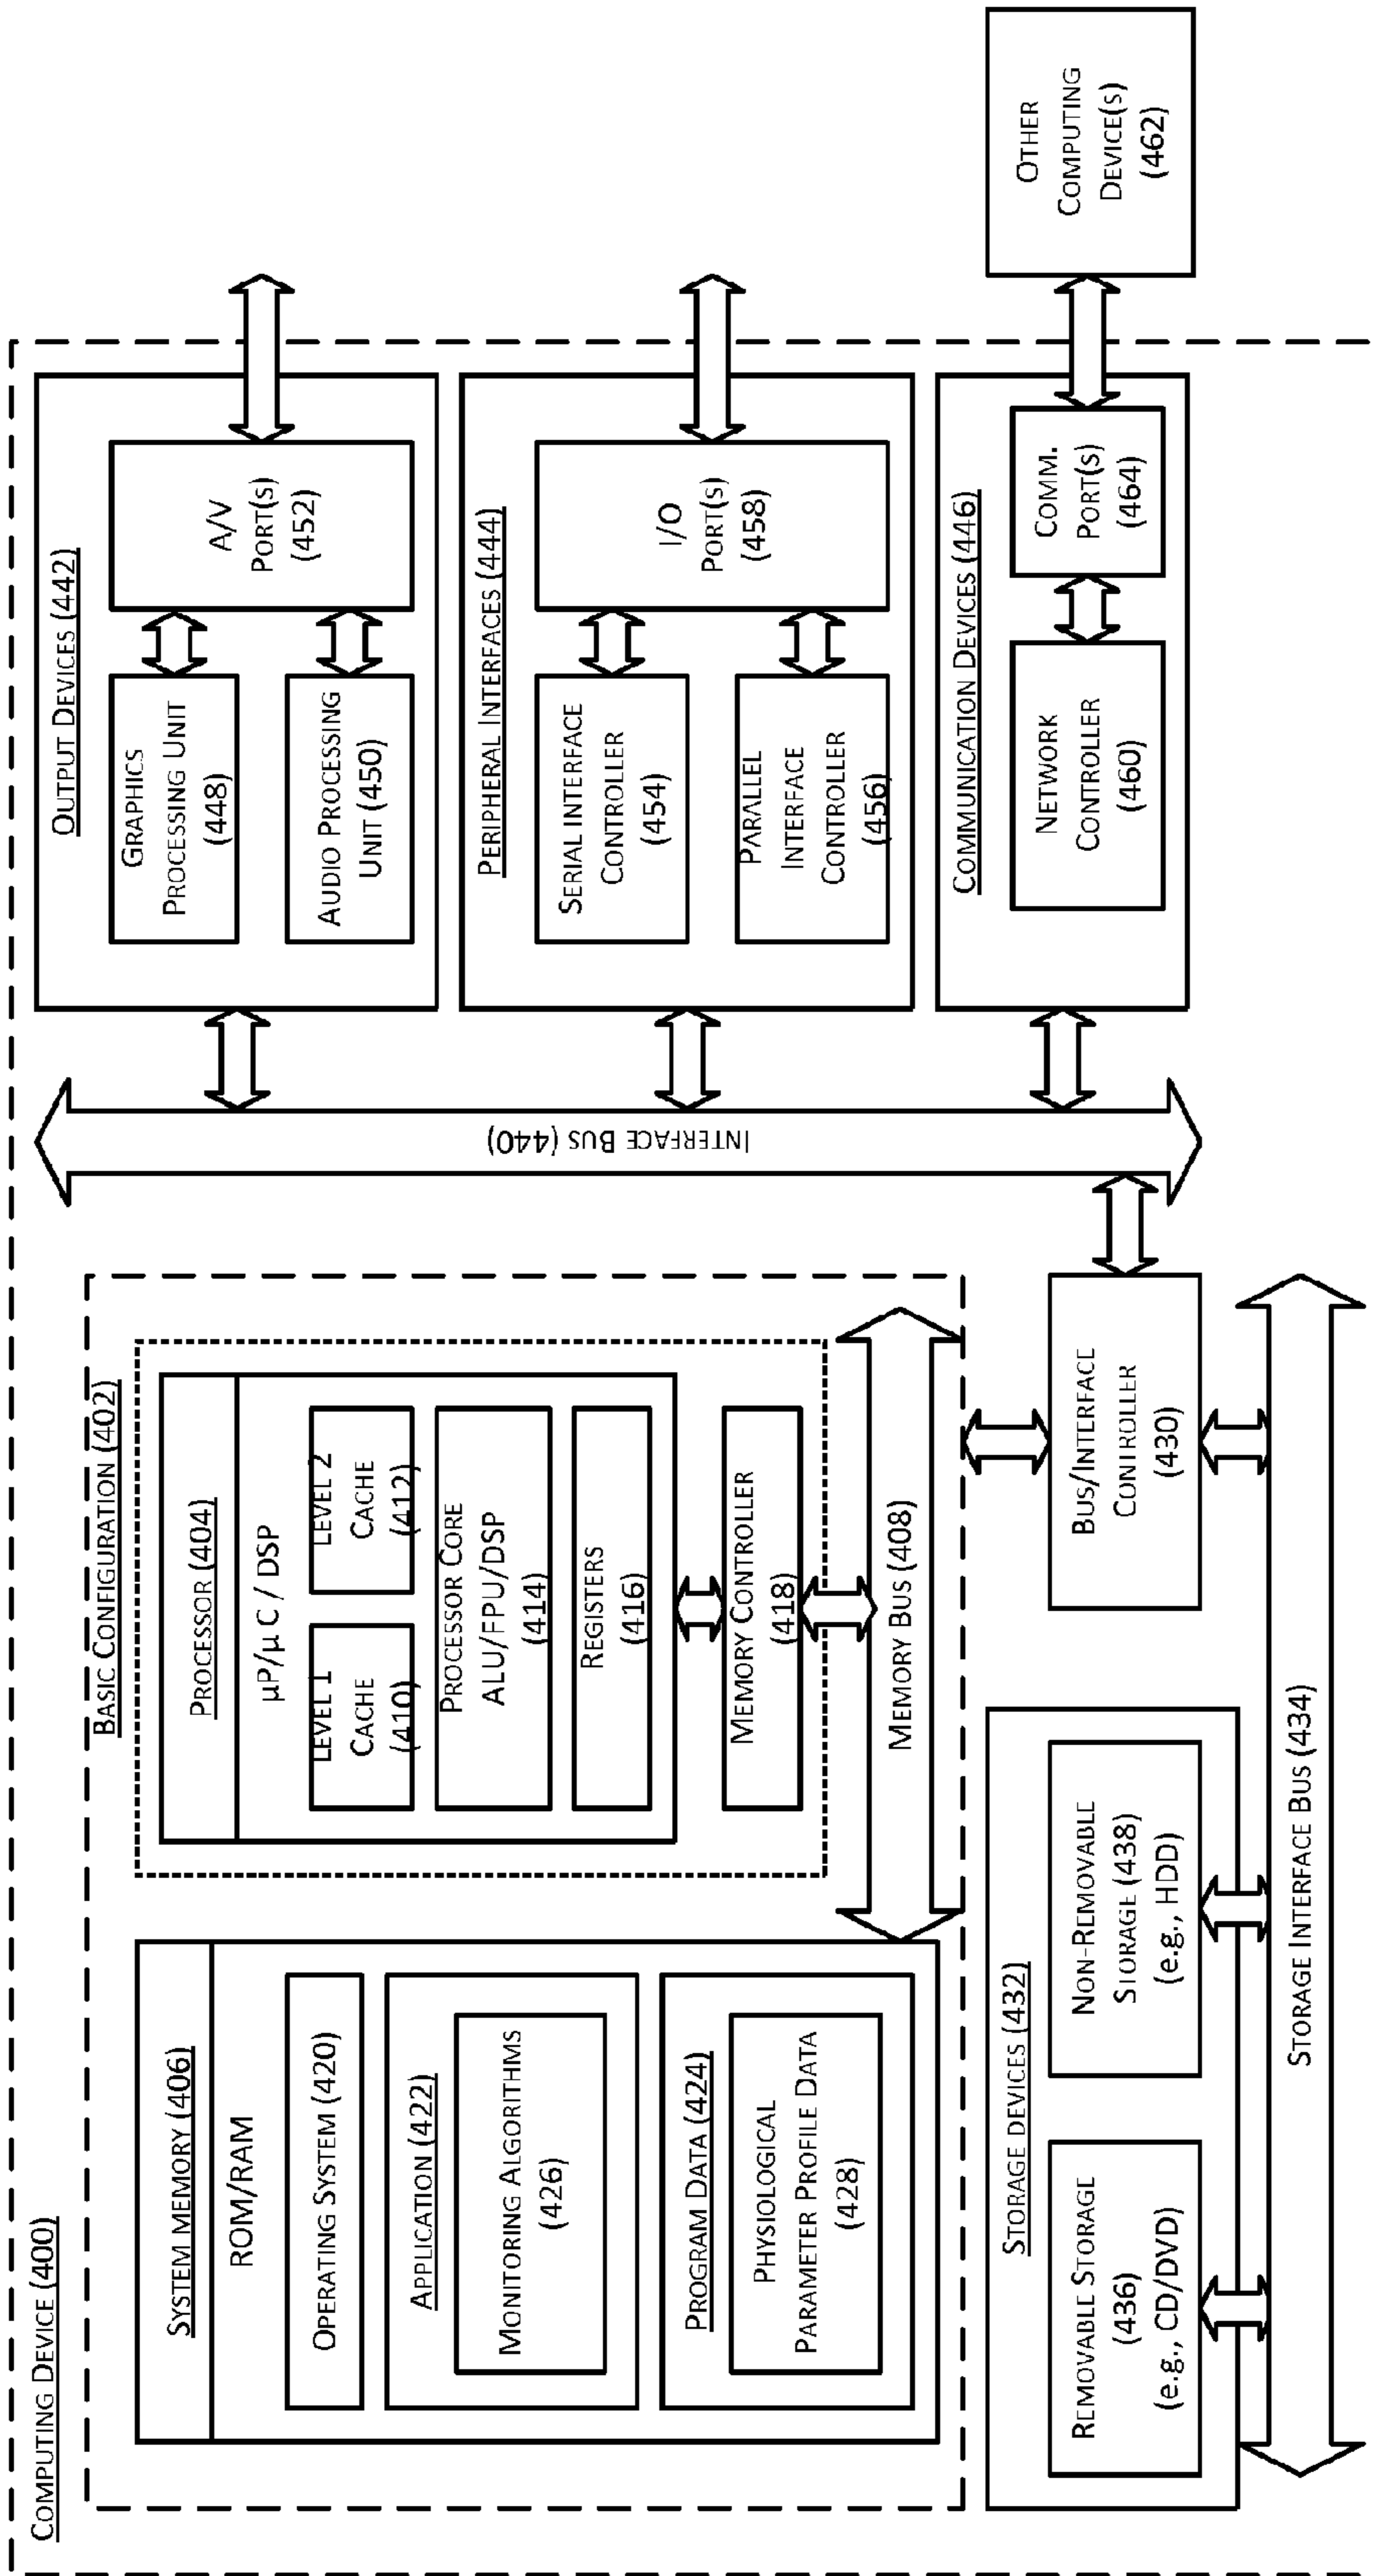 COMPUTING DEVICE (400)
BASIC CONFIGURATION (402)
SYSTEM MEMORY (406)
ROM/RAM
OPERATING SYSTEM (420)
APPLICATION (422)
MONITORING ALGORITHMS
(426)
PROGRAM DATA (424)
PHYSIOLOGICAL
PARAMETER PROFILE DATA
(428)
PROCESSOR (404)
µP/µC / DSP
LEVEL 1
CACHE
(410)
LEVEL 2
CACHE
(412)
PROCESSOR CORE
ALU/FPU/DSP
(414)
REGISTERS
(416)
MEMORY CONTROLLER
(418)
MEMORY BUS (408)
BUS/INTERFACE
CONTROLLER
(430)
STORAGE DEVICES (432)
REMOVABLE STORAGE
(436)
(e.g., CD/DVD)
NON-REMOVABLE
STORAGE (438)
(e.g., HDD)
STORAGE INTERFACE BUS (434)
INTERFACE BUS (440)
OUTPUT DEVICES (442)
GRAPHICS
PROCESSING UNIT
(448)
AUDIO PROCESSING
UNIT (450)
A/V
PORT(S)
(452)
PERIPHERAL INTERFACES (444)
SERIAL INTERFACE
CONTROLLER
(454)
PARALLEL
INTERFACE
CONTROLLER
(456)
I/O
PORT(S)
(458)
COMMUNICATION DEVICES (446)
NETWORK
CONTROLLER
(460)
COMM.
PORT(S)
(464)
OTHER
COMPUTING
DEVICE(S)
(462)